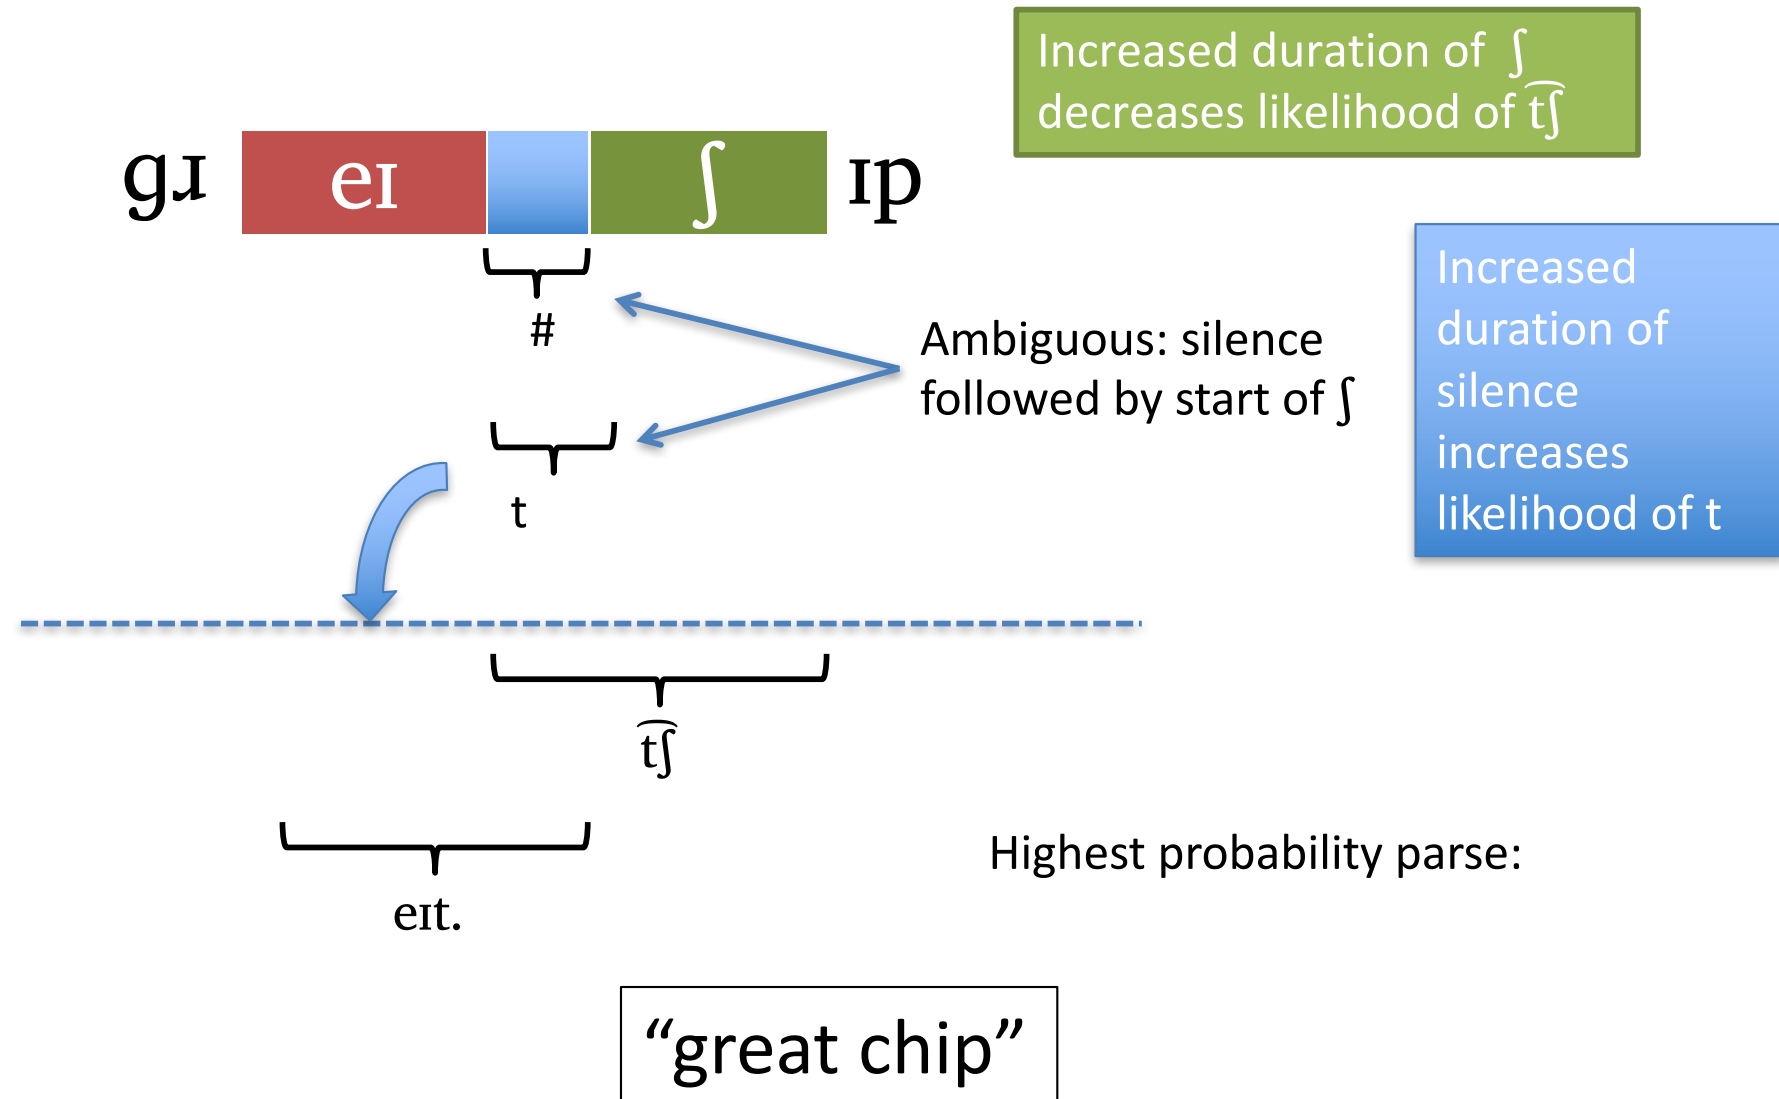 Increased duration of ʃ
decreases likelihood of t͡ʃ
gɹ eɪ ʃ ɪp
Increased
duration of
silence
increases
likelihood of t
#
Ambiguous: silence
followed by start of ʃ
t
t͡ʃ
Highest probability parse:
eɪt.
“great chip”